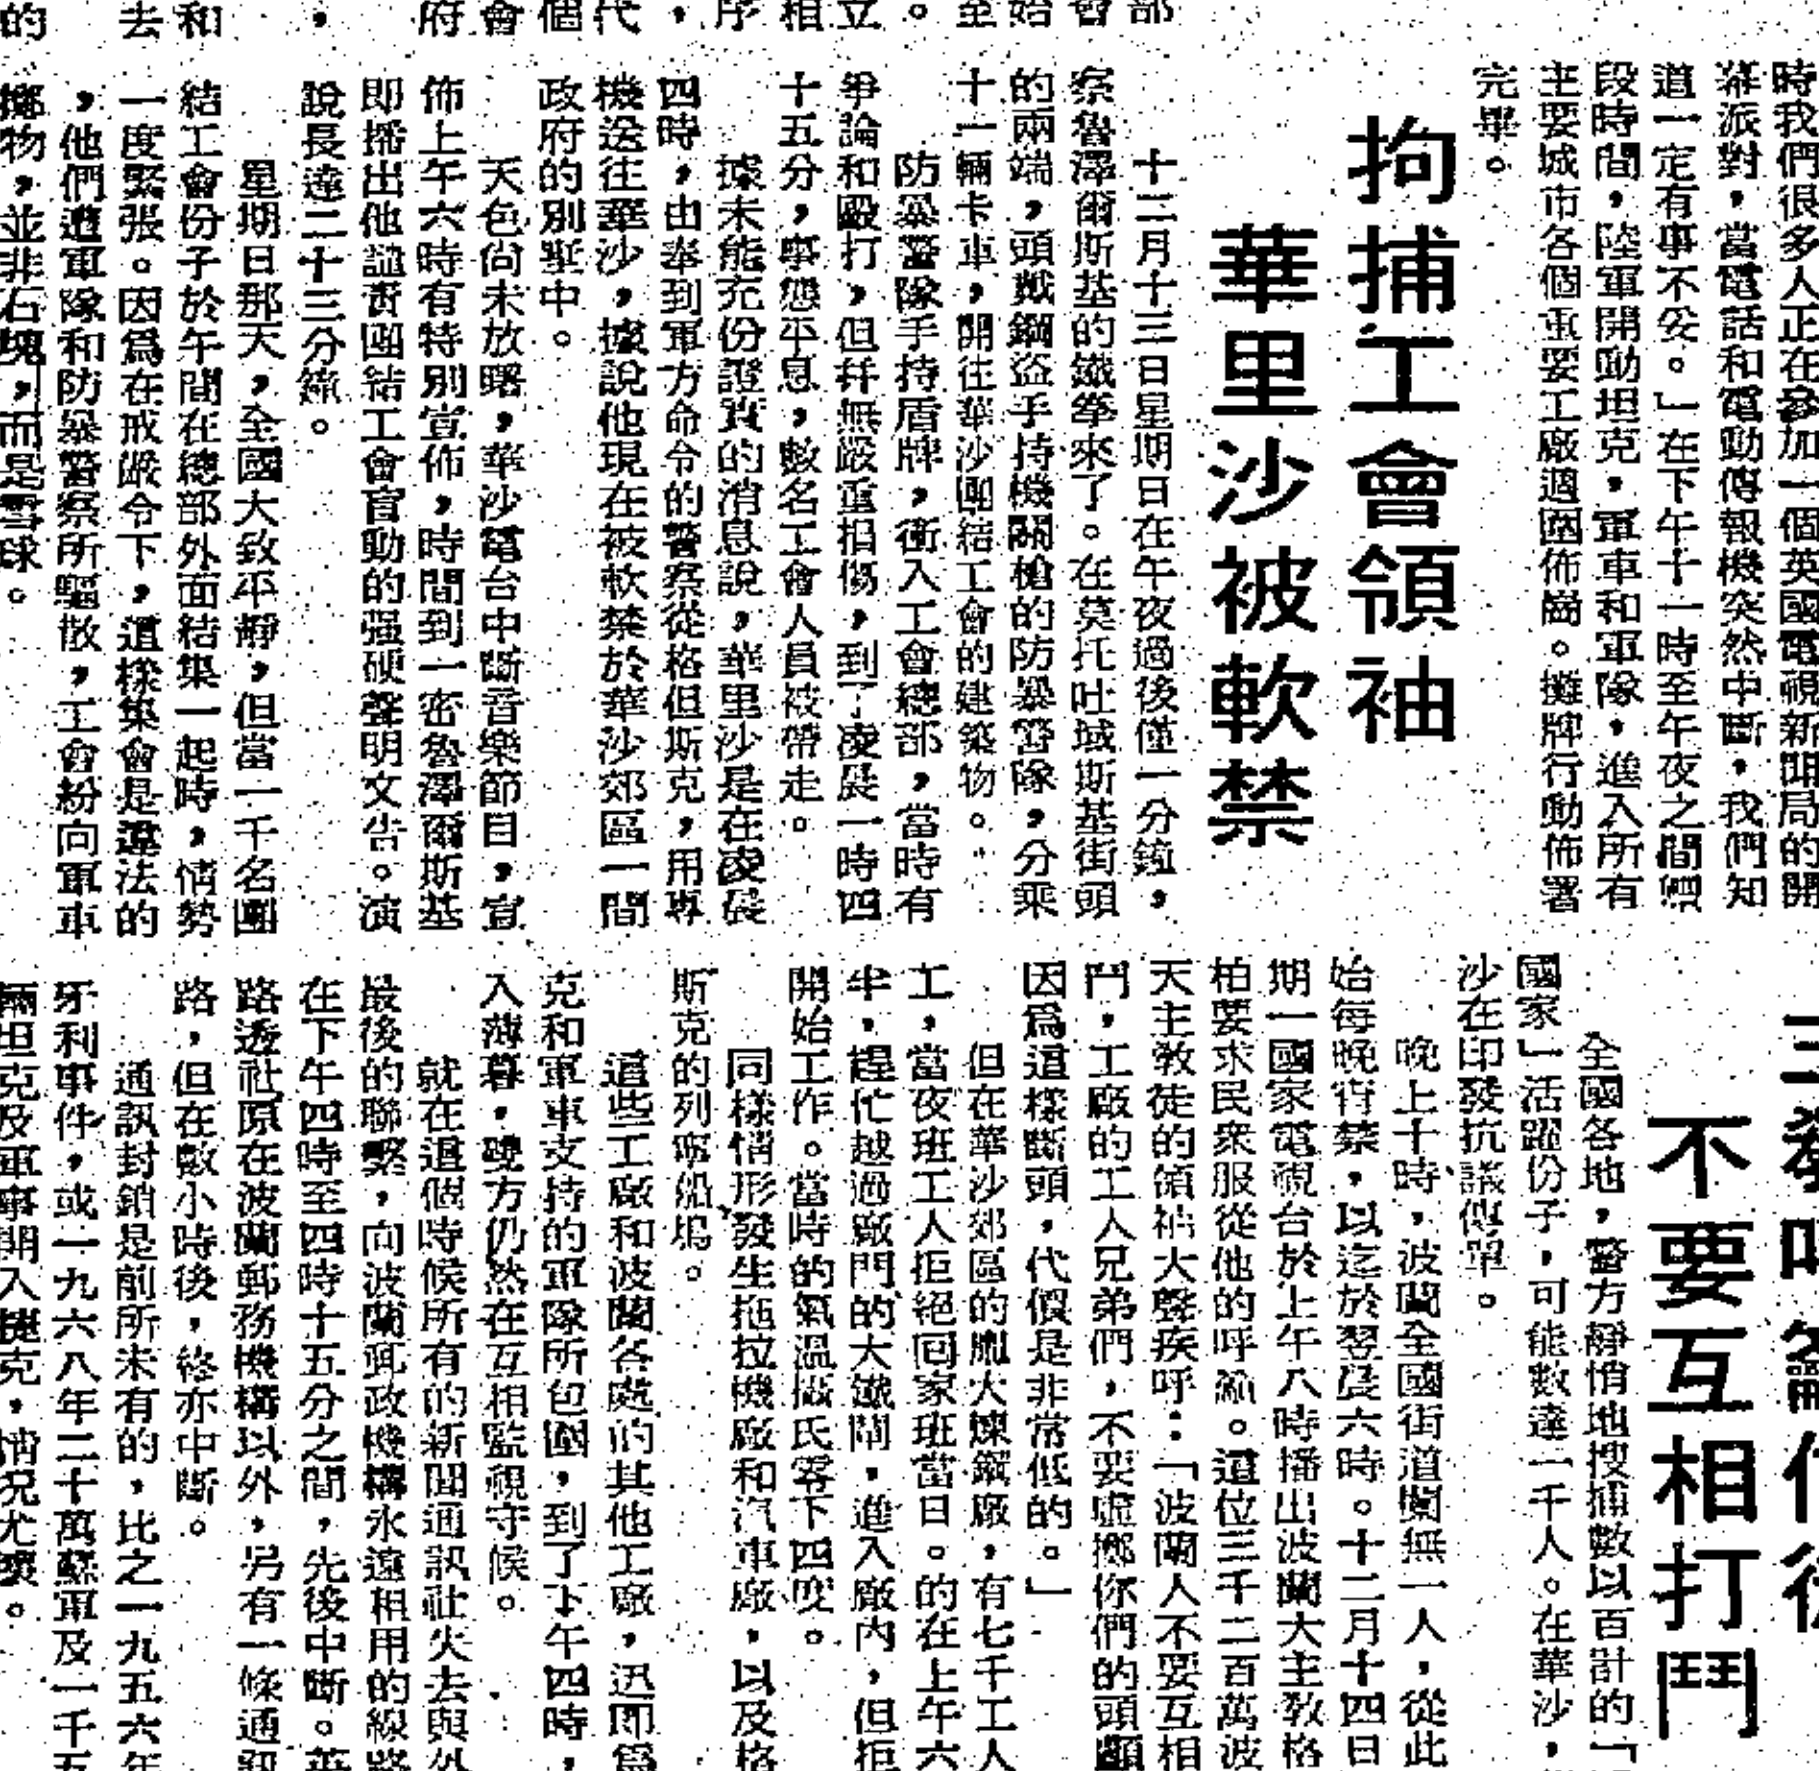 部
會
始
至
。
立
相
序
，
代
個
會
府
，
和
去
的
時我們很多人正在參加一個英國電視新聞局的開
幕派對，當電話和電動傳報機突然中斷，我們知
道一定有事不妥。」在下午十一時至午夜之間
段時間，陸軍開動坦克，軍車和軍隊，進入所有
主要城市各個重要工廠週圍佈崗。攤牌行動佈署
完畢。
拘捕工會領袖
華里沙被軟禁
十二月十三日星期日在午夜過後僅一分鐘，
察魯澤爾斯基的鐵拳來了。在莫托吐域斯基街頭
的兩端，頭戴鋼盔手持機關槍的防暴警隊，分乘
十一輛卡車，開往華沙團結工會的建築物。
防暴警隊手持盾牌，衝入工會總部，當時有
爭論和毆打，但幷無嚴重損傷，到了凌晨一時四
十五分，事態平息，數名工會人員被帶走。
據未能充份證實的消息說，華里沙是在凌晨
四時，由奉到軍方命令的警察從格但斯克，用專
機送往華沙，據說他現在被軟禁於華沙郊區一間
政府的別墅中。
天色尚未放曙，華沙電台中斷音樂節目，宣
佈上午六時有特別宣佈，時間到一密魯澤爾斯基
即播出他譴責團結工會盲動的强硬聲明文告。演
說長達二十三分鐘。
星期日那天，全國大致平靜，但當一千名團
結工會份子於午間在總部外面結集一起時，情勢
一度緊張。因爲在戒嚴令下，這樣集會是違法的
，他們遭軍隊和防暴警察所驅散，工會紛向軍車
擲物，並非石塊，而是雪球。
不要互相打鬥
全國各地，警方靜悄地搜捕數以百計的「
國家」活躍份子，可能數達一千人。在華沙，
沙在印發抗議傳單。
晚上十時，波蘭全國街道闃無一人，從此
始每晚宵禁，以迄於翌晨六時。十二月十四日
期一國家電視台於上午八時播出波蘭大主教格
柏要求民衆服從他的呼籲。這位三千二百萬波
天主教徒的領袖大聲疾呼：「波蘭人不要互相
鬥，工廠的工人兄弟們，不要虛擲你們的頭顱
因爲這樣斷頭，代價是非常低的。」
但在華沙郊區的龐大煉鋼廠，有七千工人
工，當夜班工人拒絕回家班當日。的在上午六
半，趕忙越過廠門的大鐵閘，進入廠內，但拒
開始工作。當時的氣溫攝氏零下四度。
同樣情形發生拖拉機廠和汽車廠，以及格
斯克的列寧船塢。
這些工廠和波蘭各處的其他工廠，迅即爲
克和軍車支持的軍隊所包圍，到了下午四時，
入薄暮，雙方仍然在互相監視守候。
就在這個時候所有的新聞通訊社失去與外
最後的聯繫，向波蘭郵政機構永遠租用的線路
在下午四時至四時十五分之間，先後中斷。英
路透社原在波蘭郵務機構以外，另有一條通訊
路，但在數小時後，終亦中斷。
通訊封鎖是前所未有的，比之一九五六年
牙利事件，或一九六八年二十萬蘇軍及一千五
輛坦克及軍事開入捷克，情况尤壞。